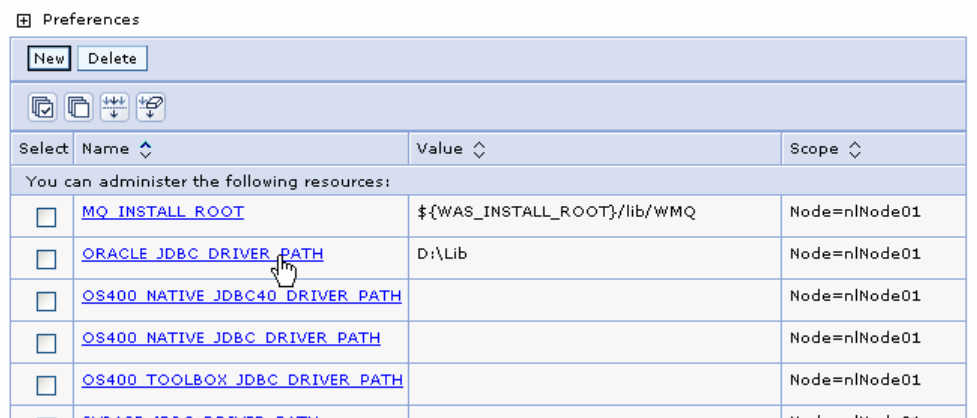 Preferences
New Delete
Select Name Value Scope
You can administer the following resources:
MQ_INSTALL_ROOT ${WAS_INSTALL_ROOT}/lib/WMQ Node=nlNode01
ORACLE_JDBC_DRIVER_PATH D:\Lib Node=nlNode01
OS400_NATIVE_JDBC40_DRIVER_PATH Node=nlNode01
OS400_NATIVE_JDBC_DRIVER_PATH Node=nlNode01
OS400_TOOLBOX_JDBC_DRIVER_PATH Node=nlNode01